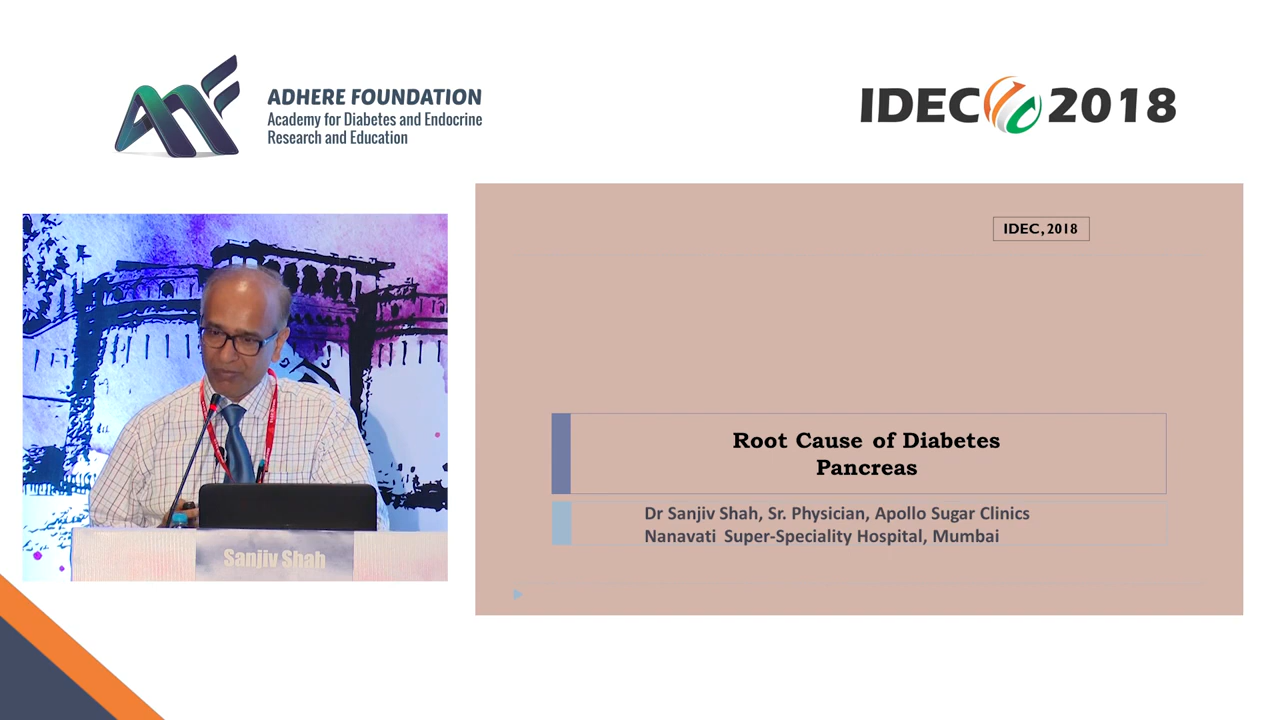 ADHERE FOUNDATION
Academy for Diabetes and Endocrine
Research and Education
IDEC 2018
IDEC, 2018
Root Cause of Diabetes
Pancreas
Dr Sanjiv Shah, Sr. Physician, Apollo Sugar Clinics
Nanavati Super-Speciality Hospital, Mumbai
Sanjiv Shah